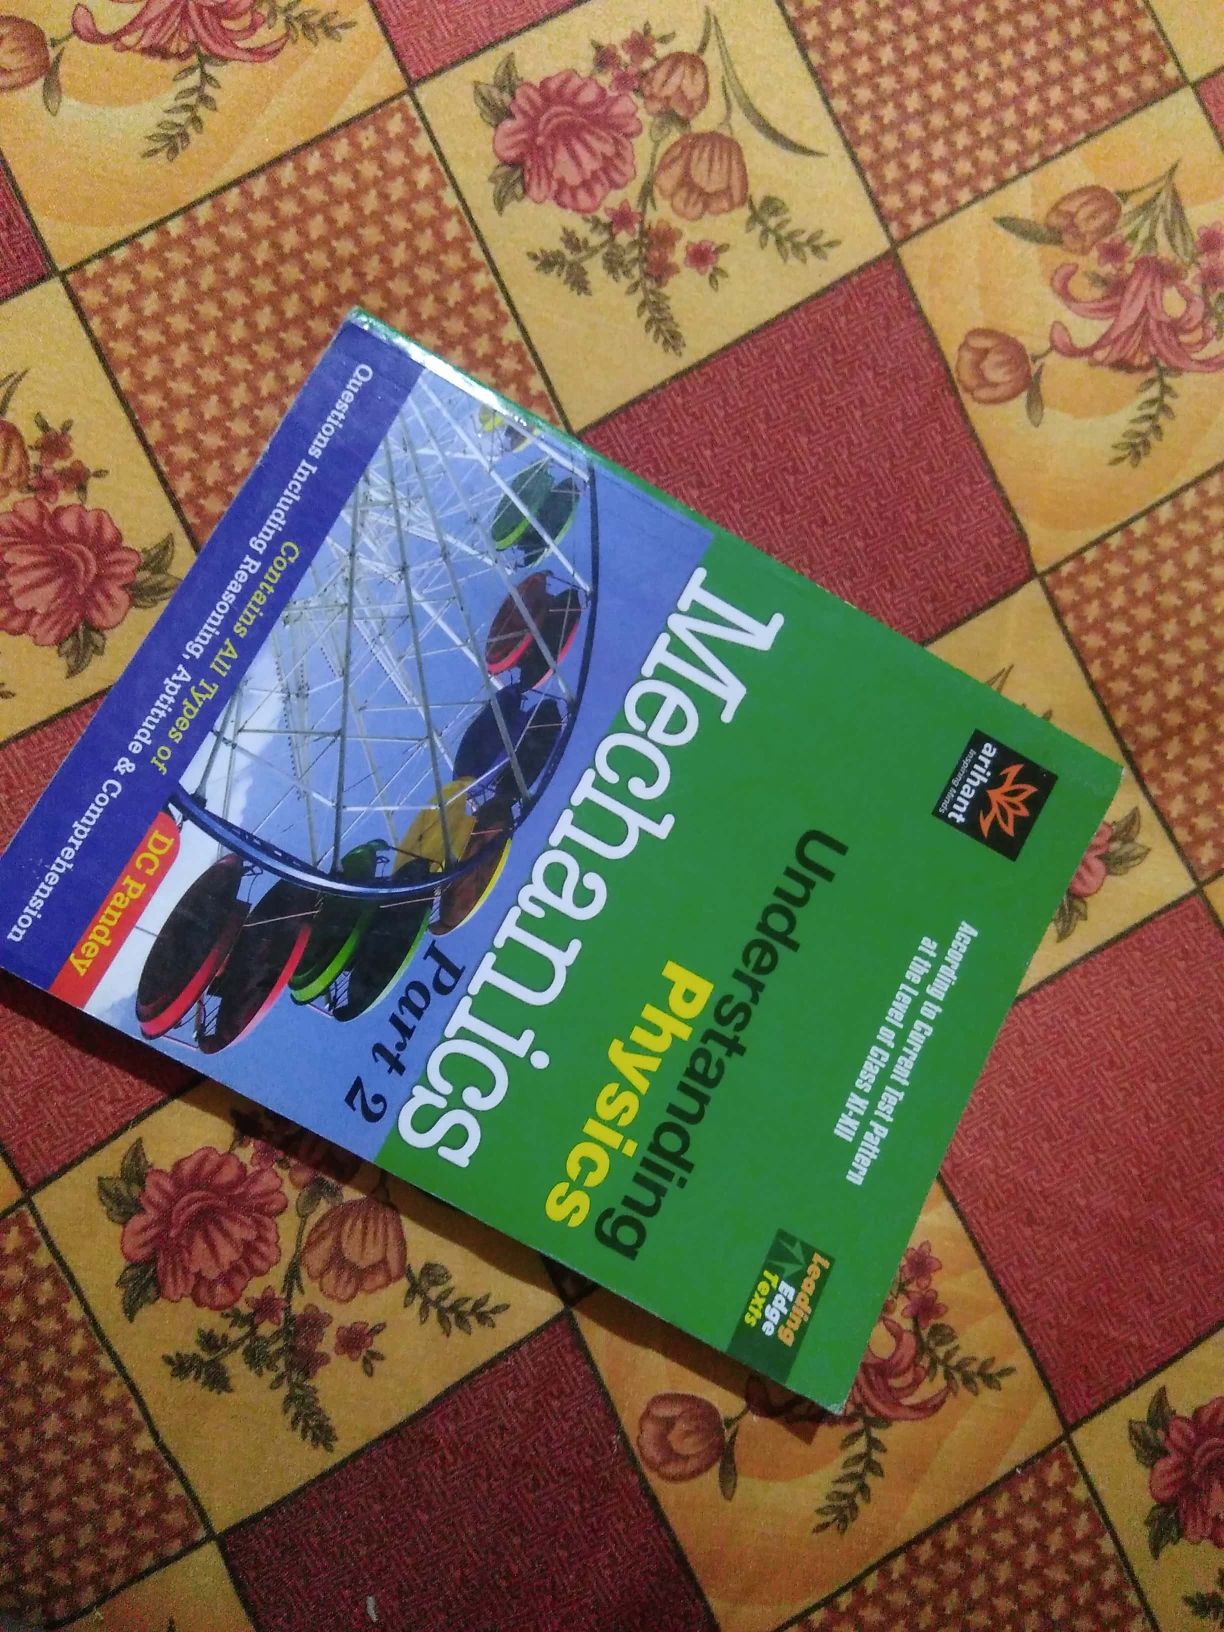 arihant
Inspiring Minds
According to Current Test Pattern
at the Level of Class XI-XII
Leading
Edge
Texts
Understanding
Physics
Mechanics
Part 2
DC Pandey
Contains All Types of
Questions Including Reasoning, Aptitude & Comprehension